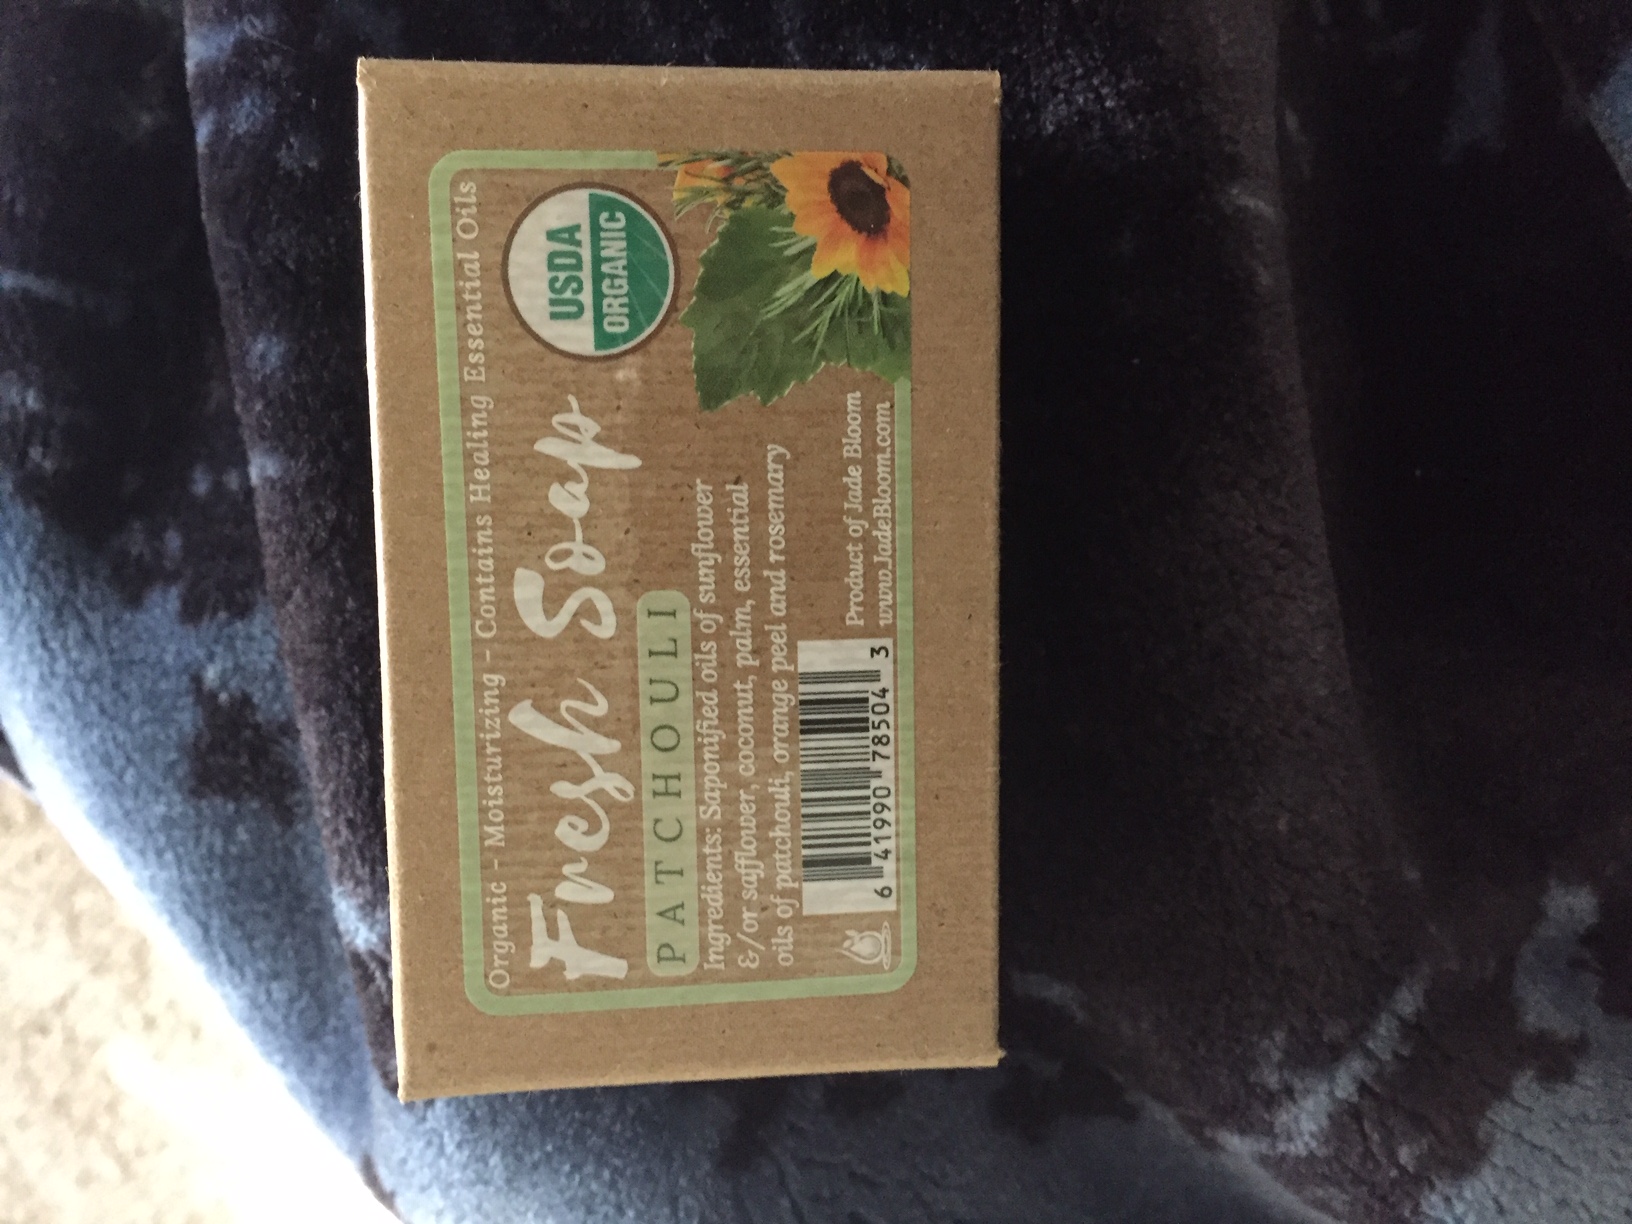 Organic - Moisturizing - Contains Healing Essential Oils
Fresh Soap
USDA
ORGANIC
PATCHOULI
Ingredients: Saponified oils of sunflower
&/or safflower, coconut, palm, essential
oils of patchouli, orange peel and rosemary
6 41990 78504 3
Product of Jade Bloom
www.JadeBloom.com